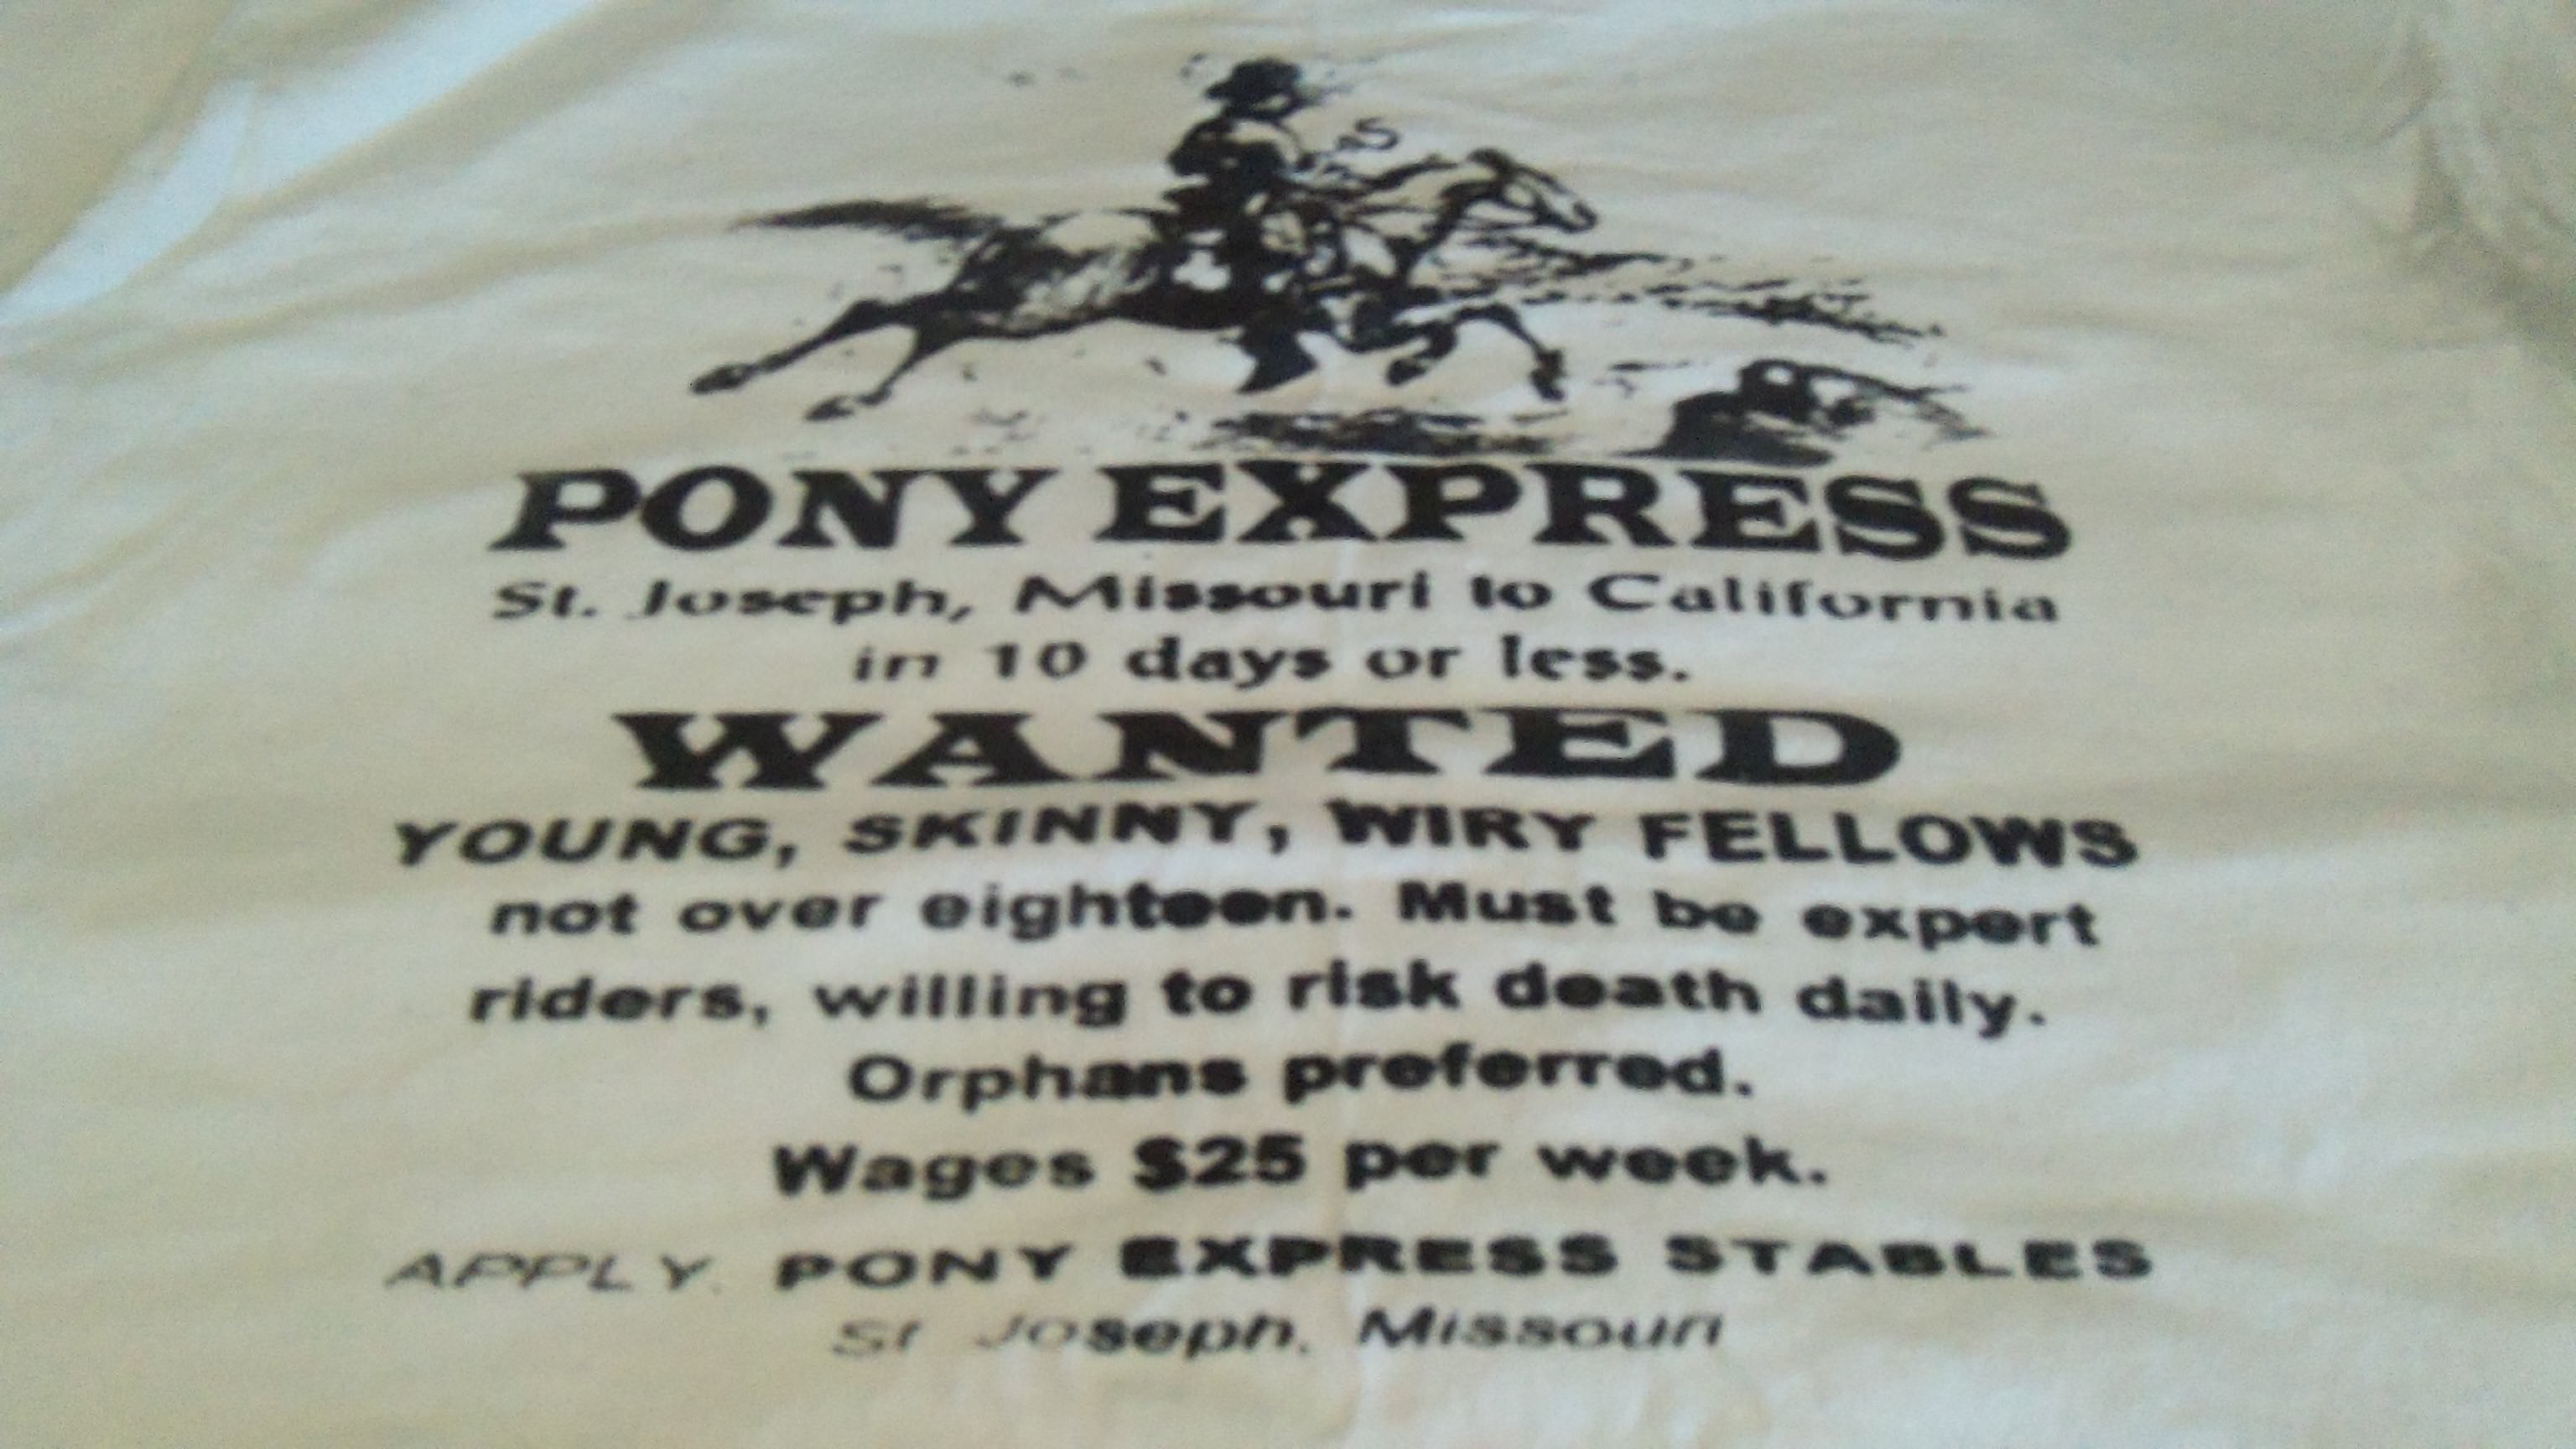 PONY EXPRESS
St. Joseph, Missouri to California
in 10 days or less.
WANTED
YOUNG, SKINNY, WIRY FELLOWS
not over eighteen. Must be expert
riders, willing to risk death daily.
Orphans preferred.
Wages $25 per week.
APPLY. PONY EXPRESS STABLES
St Joseph, Missouri